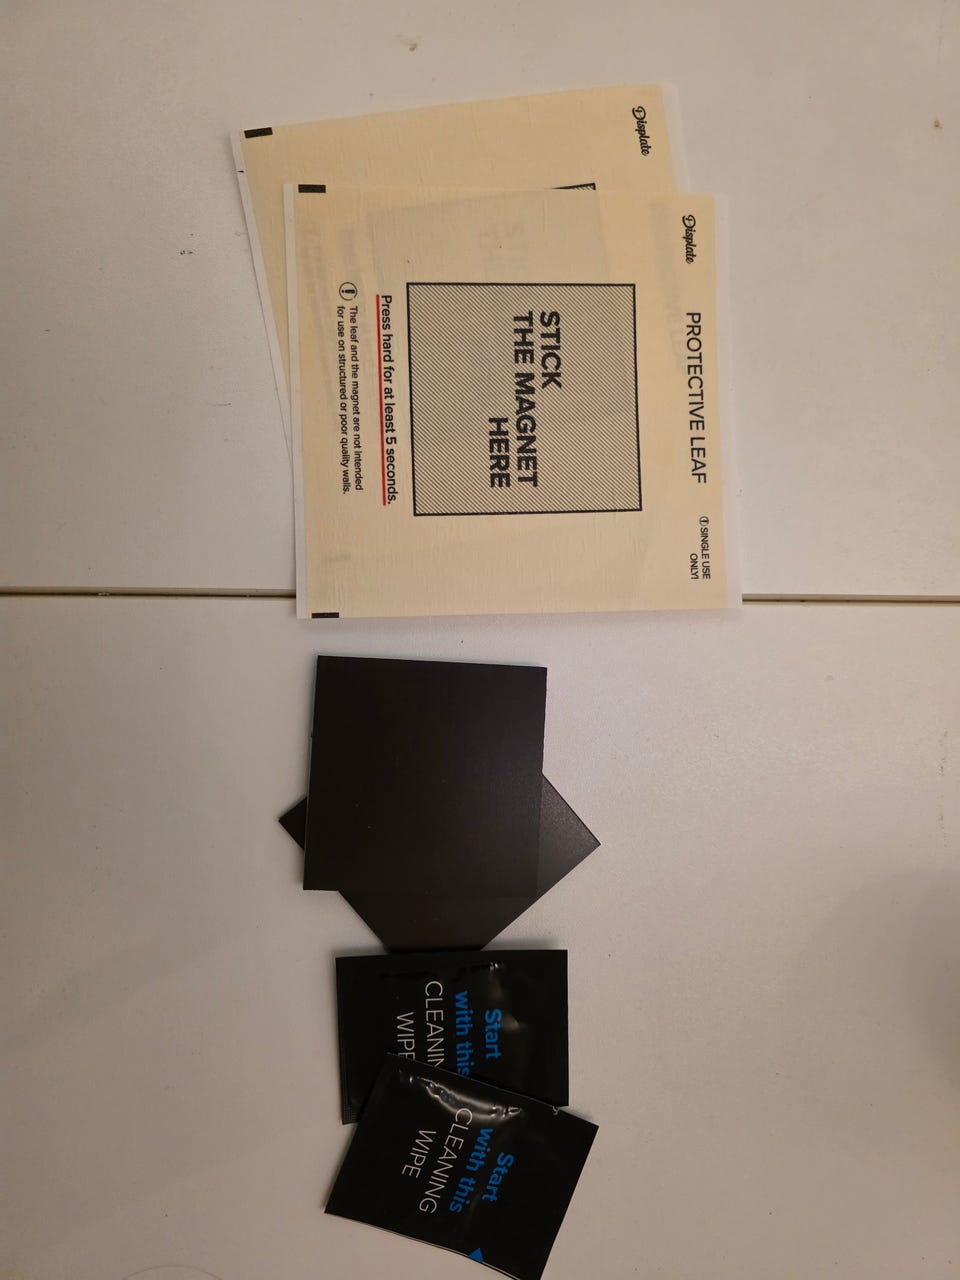 Displate
Displate
PROTECTIVE LEAF
SINGLE USE
ONLY!
STICK
THE MAGNET
HERE
Press hard for at least 5 seconds.
The leaf and the magnet are not intended
for use on structured or poor quality walls.
Start
with this
CLEANIN
WIPE
Start
with this
CLEANING
WIPE